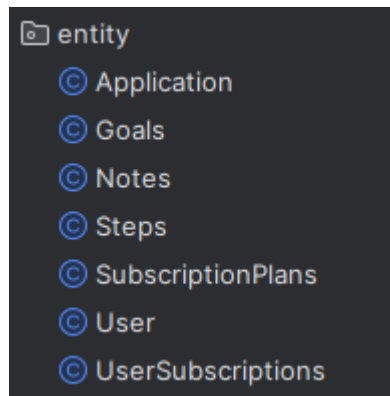 entity
© Application
© Goals
© Notes
© Steps
© SubscriptionPlans
© User
© UserSubscriptions